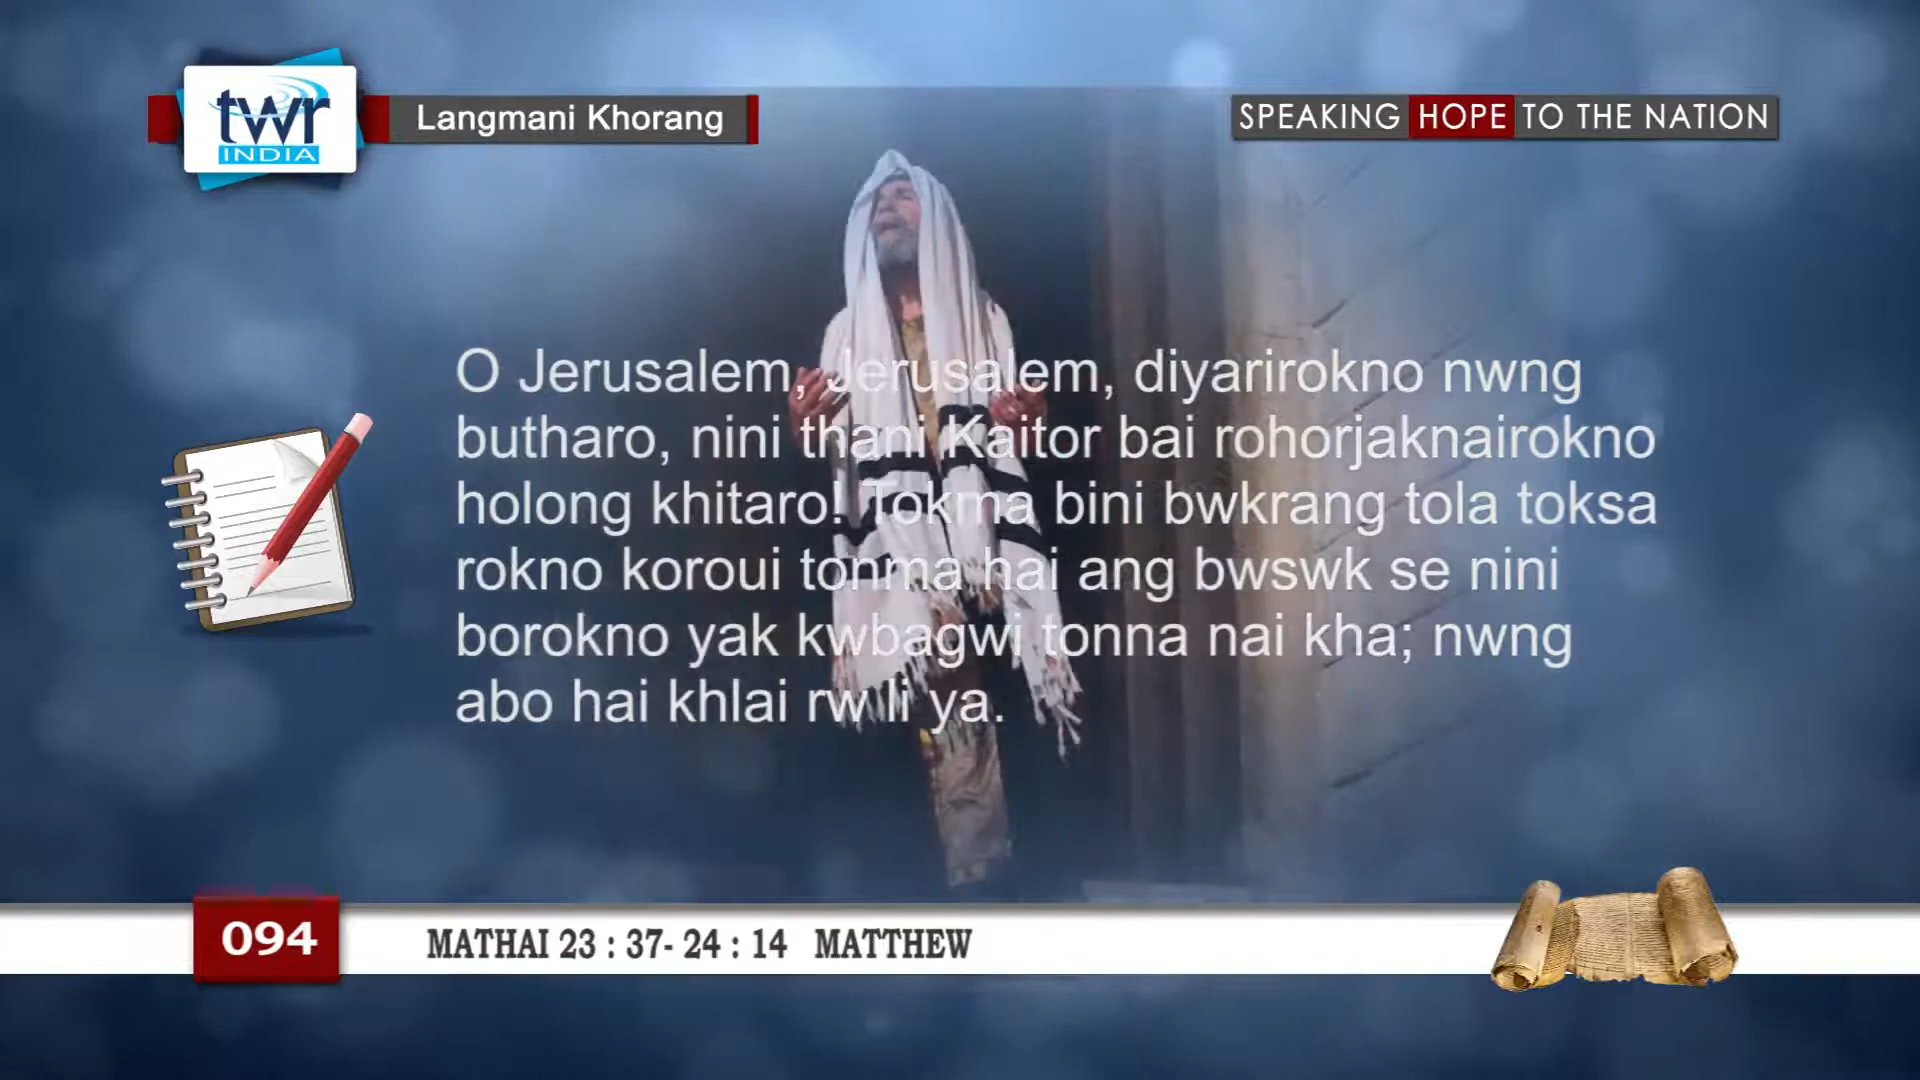 twr
INDIA
Langmani Khorang
SPEAKING HOPE TO THE NATION
O Jerusalem, Jerusalem, diyarirokno nwng
butharo, nini thani Kaitor bai rohorjaknairokno
holong khitaro! Tokma bini bwkrang tola toksa
rokno koroui tonma hai ang bwswk se nini
borokno yak kwbagwi tonna nai kha; nwng
abo hai khlai rw li ya.
094
MATHAI 23 : 37- 24 : 14 MATTHEW